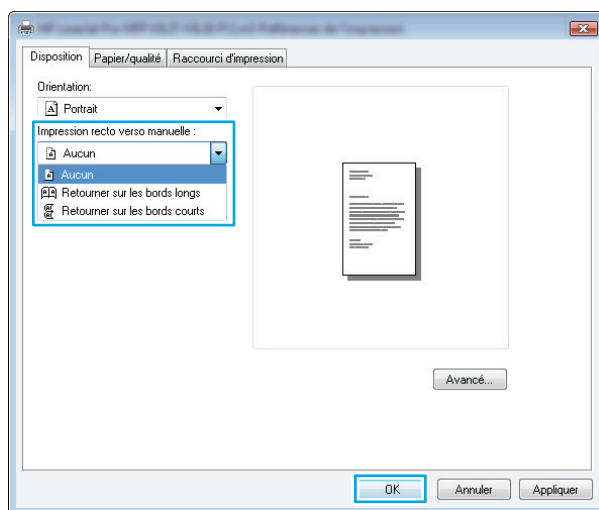 Disposition
Papier/qualité
Raccourci d'impression
Orientation:
Portrait
Impression recto verso manuelle :
Aucun
Aucun
Retourner sur les bords longs
Retourner sur les bords courts
Avancé...
OK
Annuler
Appliquer